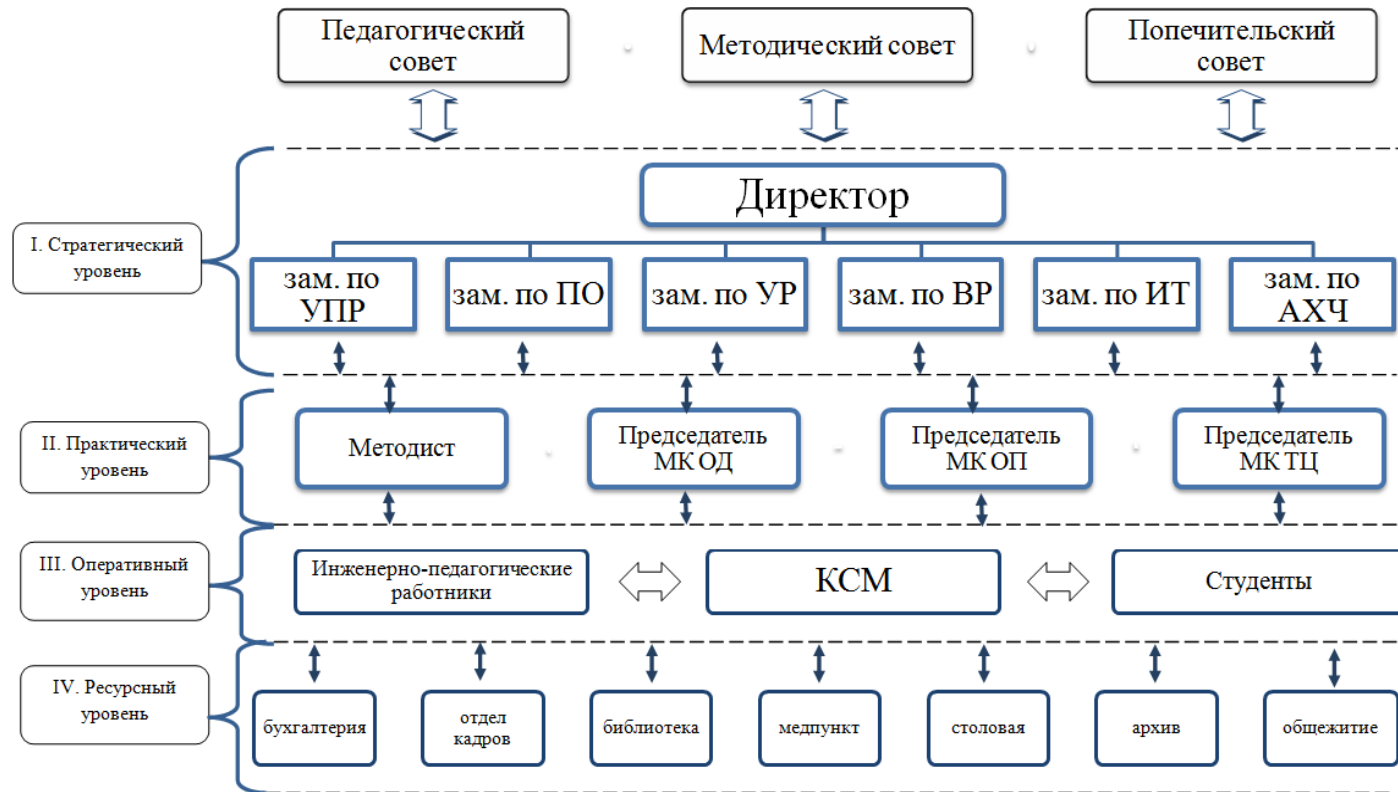 Педагогический
совет
Методический совет
Попечительский
совет
Директор
I. Стратегический
уровень
зам. по
УПР
зам. по ПО
зам. по УР
зам. по ВР
зам. по ИТ
зам. по
АХЧ
II. Практический
уровень
Методист
Председатель
МК ОД
Председатель
МК ОП
Председатель
МК ТЦ
III. Оперативный
уровень
Инженерно-педагогические
работники
КСМ
Студенты
IV. Ресурсный
уровень
бухгалтерия
отдел
кадров
библиотека
медпункт
столовая
архив
общежитие